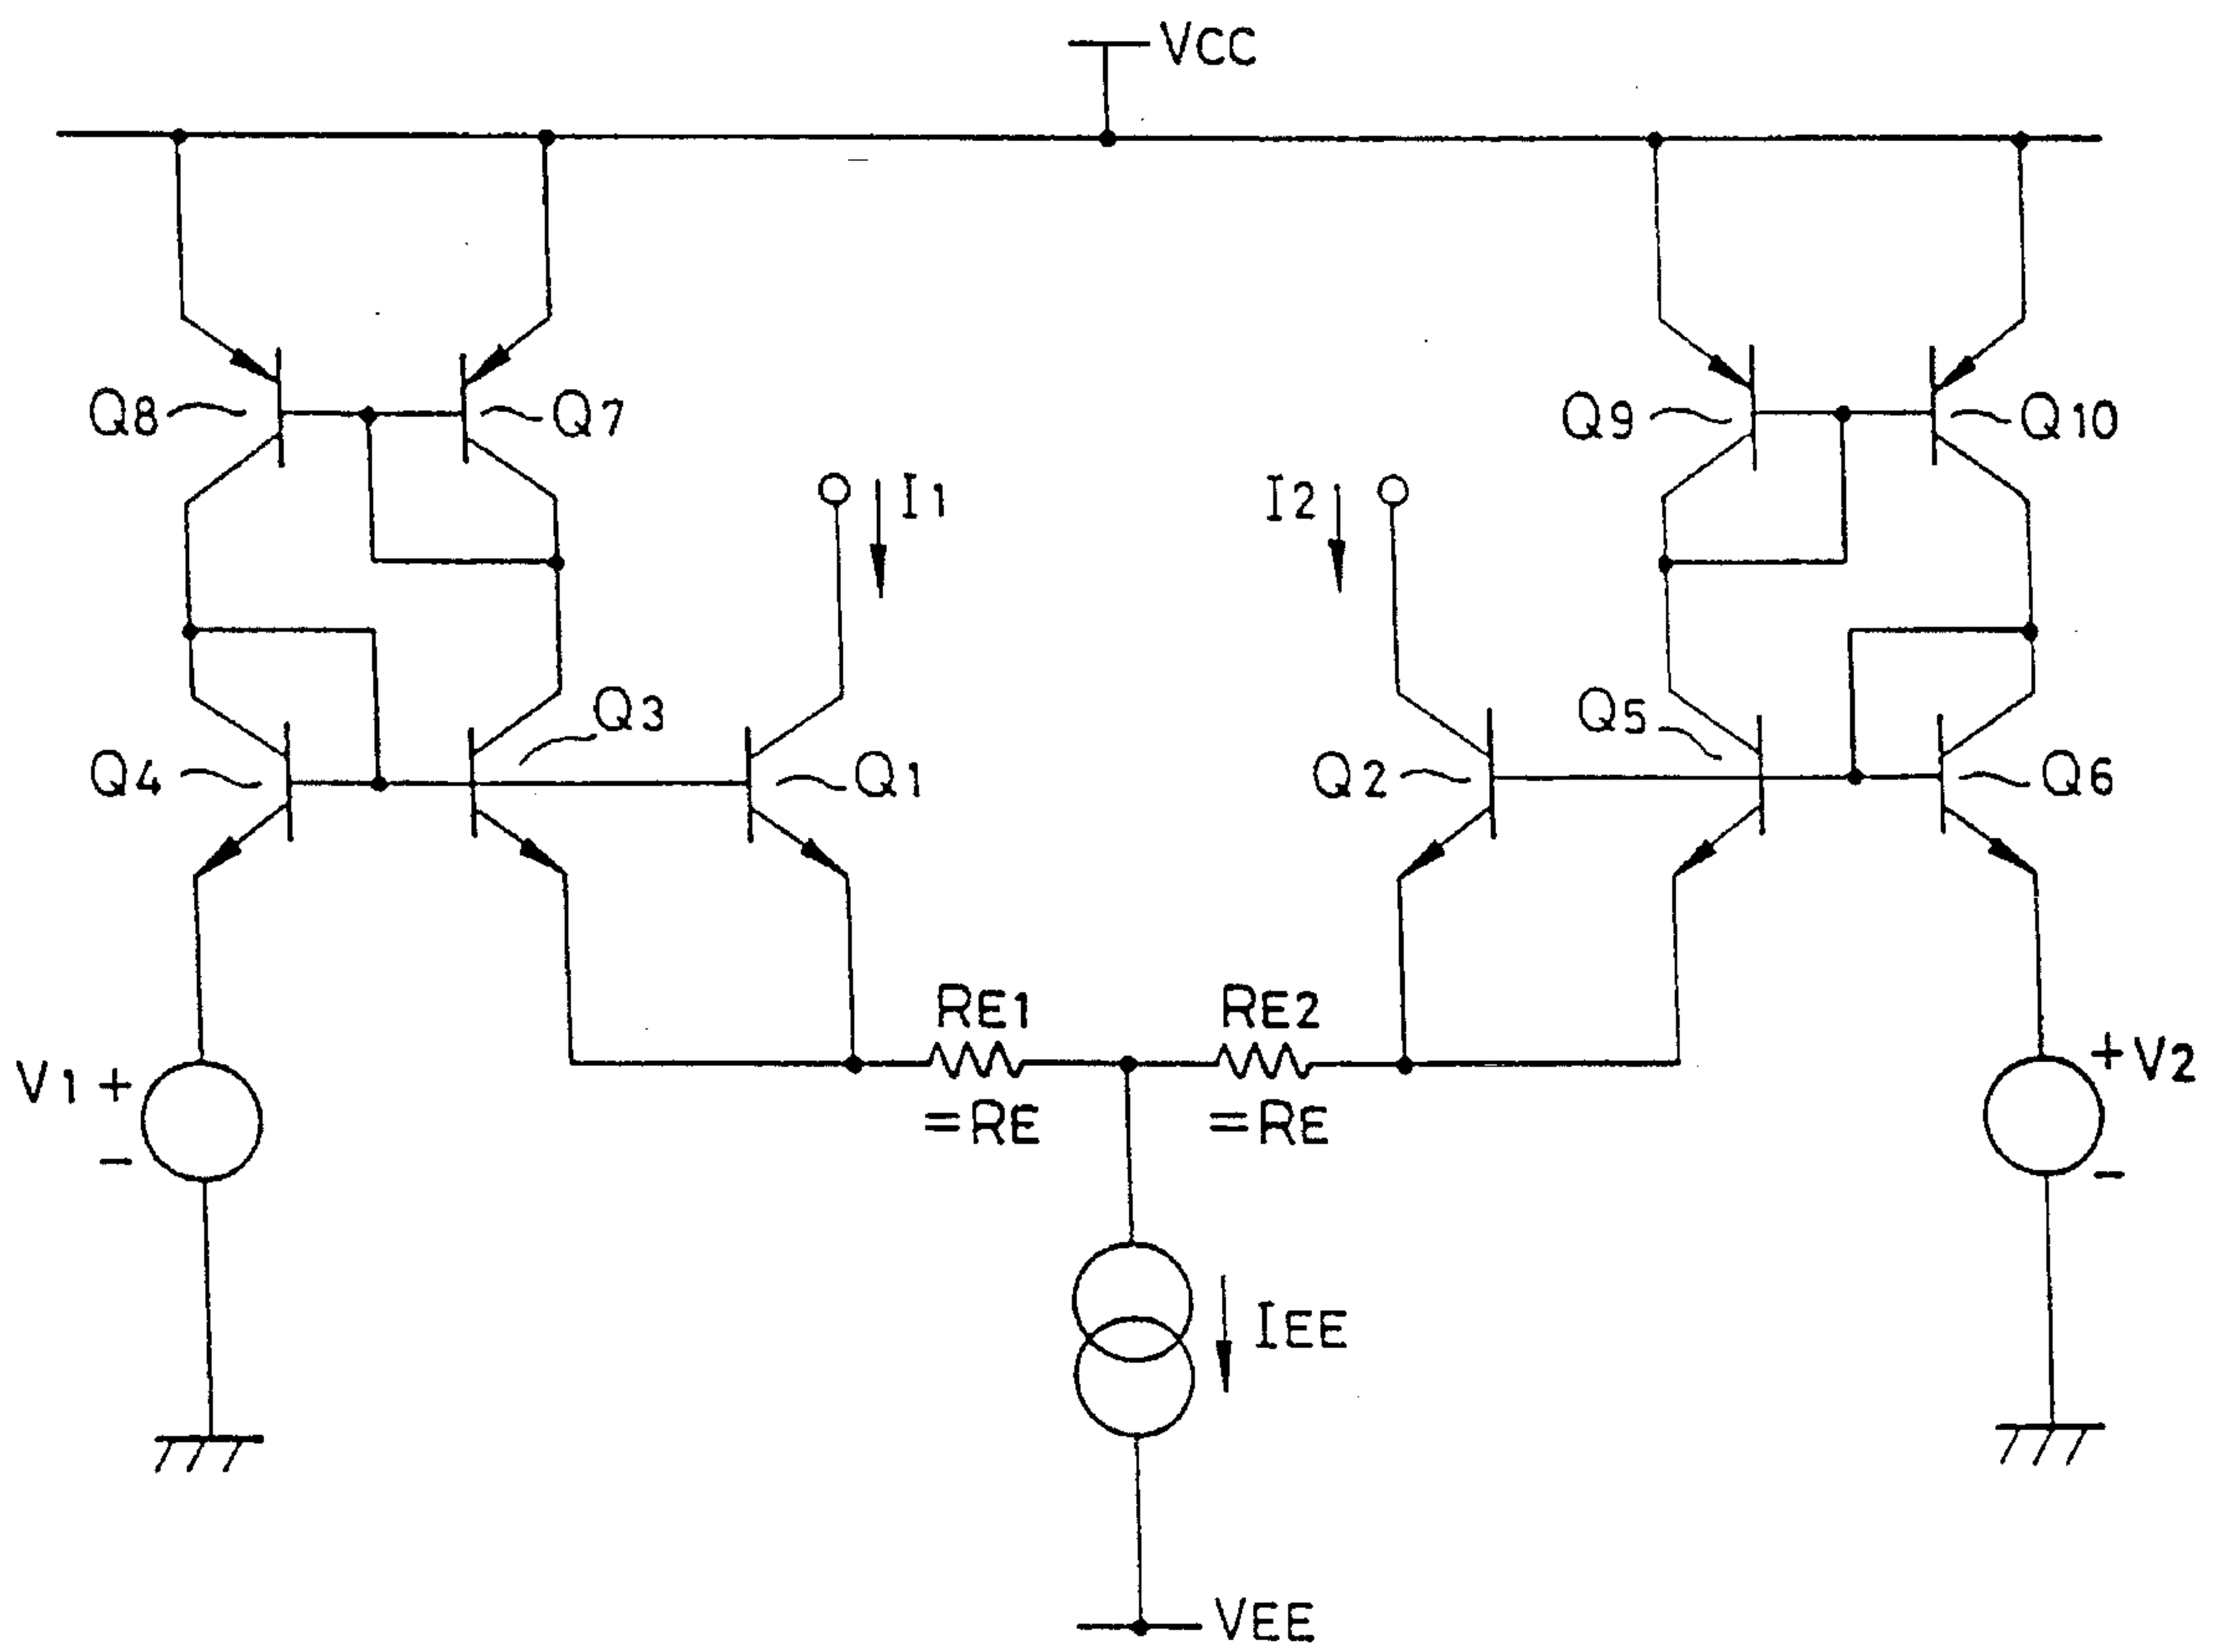 VCC
Q8
Q7
Q9
Q10
I1
I2
Q3
Q5
Q4
Q1
Q2
Q6
RE1
RE2
V1 +
+ V2
=RE
=RE
-
-
IEE
VEE